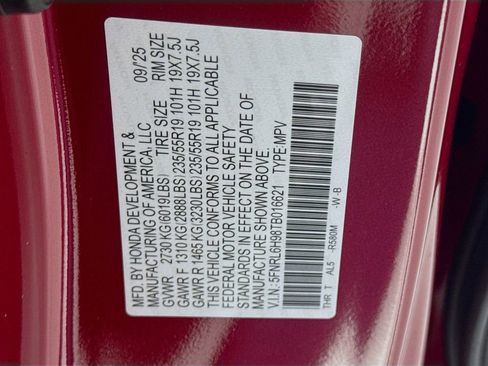 MFD. BY HONDA DEVELOPMENT & 09/'25
MANUFACTURING OF AMERICA, LLC
GVWR 2730 KG(6019LBS) TIRE SIZE RIM SIZE
GAWR F 1310 KG(2888LBS) 235/55R19 101H 19X7.5J
GAWR R 1465 KG(3230LBS) 235/55R19 101H 19X7.5J
THIS VEHICLE CONFORMS TO ALL APPLICABLE
FEDERAL MOTOR VEHICLE SAFETY
STANDARDS IN EFFECT ON THE DATE OF
MANUFACTURE SHOWN ABOVE.
V.I.N.:5FNRL6H98TB016621 TYPE:MPV
THR T AL5 -R580M -W -B